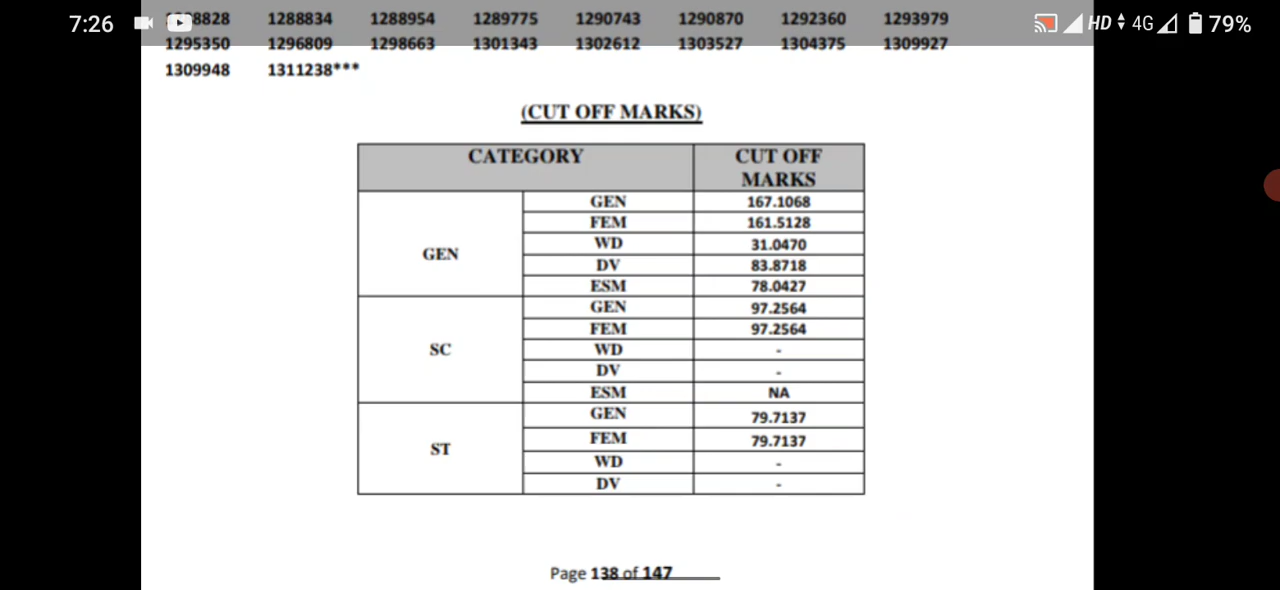 7:26 HD 4G 79%
8828 1288834 1288954 1289775 1290743 1290870 1292360 1293979
1295350 1296809 1298663 1301343 1302612 1303527 1304375 1309927
1309948 1311238***
(CUT OFF MARKS)
CATEGORY CUT OFF MARKS
GEN
GEN 167.1068
FEM 161.5128
WD 31.0470
DV 83.8718
ESM 78.0427
SC
GEN 97.2564
FEM 97.2564
WD -
DV -
ESM NA
ST
GEN 79.7137
FEM 79.7137
WD -
DV -
Page 138 of 147